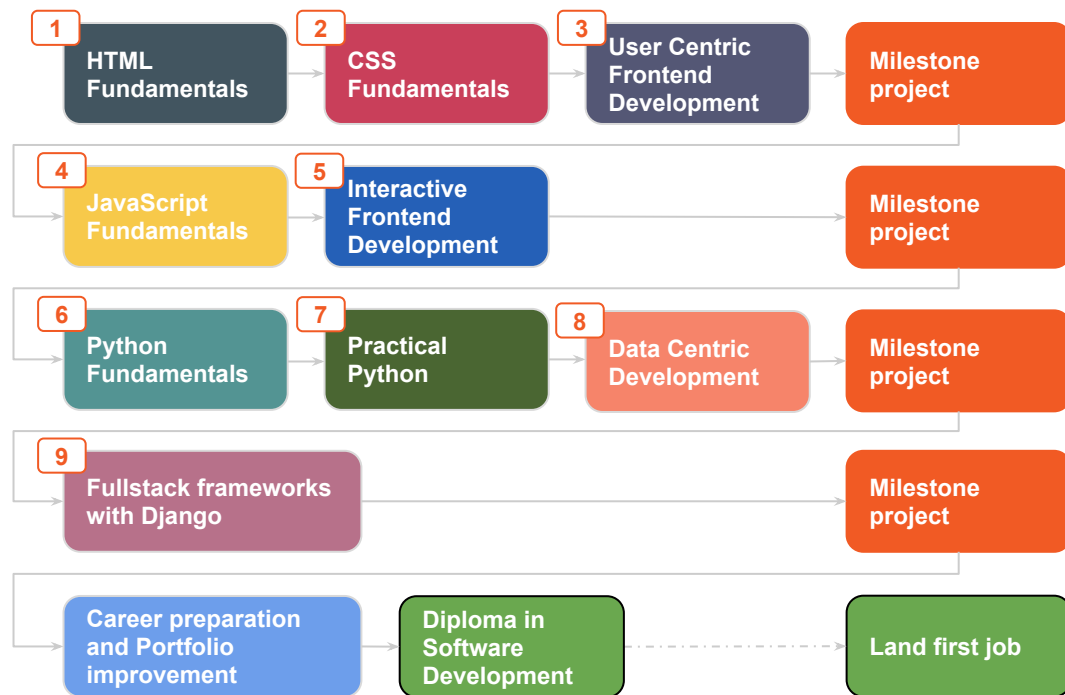 1
HTML
Fundamentals
2
CSS
Fundamentals
3
User Centric
Frontend
Development
Milestone
project
4
JavaScript
Fundamentals
5
Interactive
Frontend
Development
Milestone
project
6
Python
Fundamentals
7
Practical
Python
8
Data Centric
Development
Milestone
project
9
Fullstack frameworks
with Django
Milestone
project
Career preparation
and Portfolio
improvement
Diploma in
Software
Development
Land first job